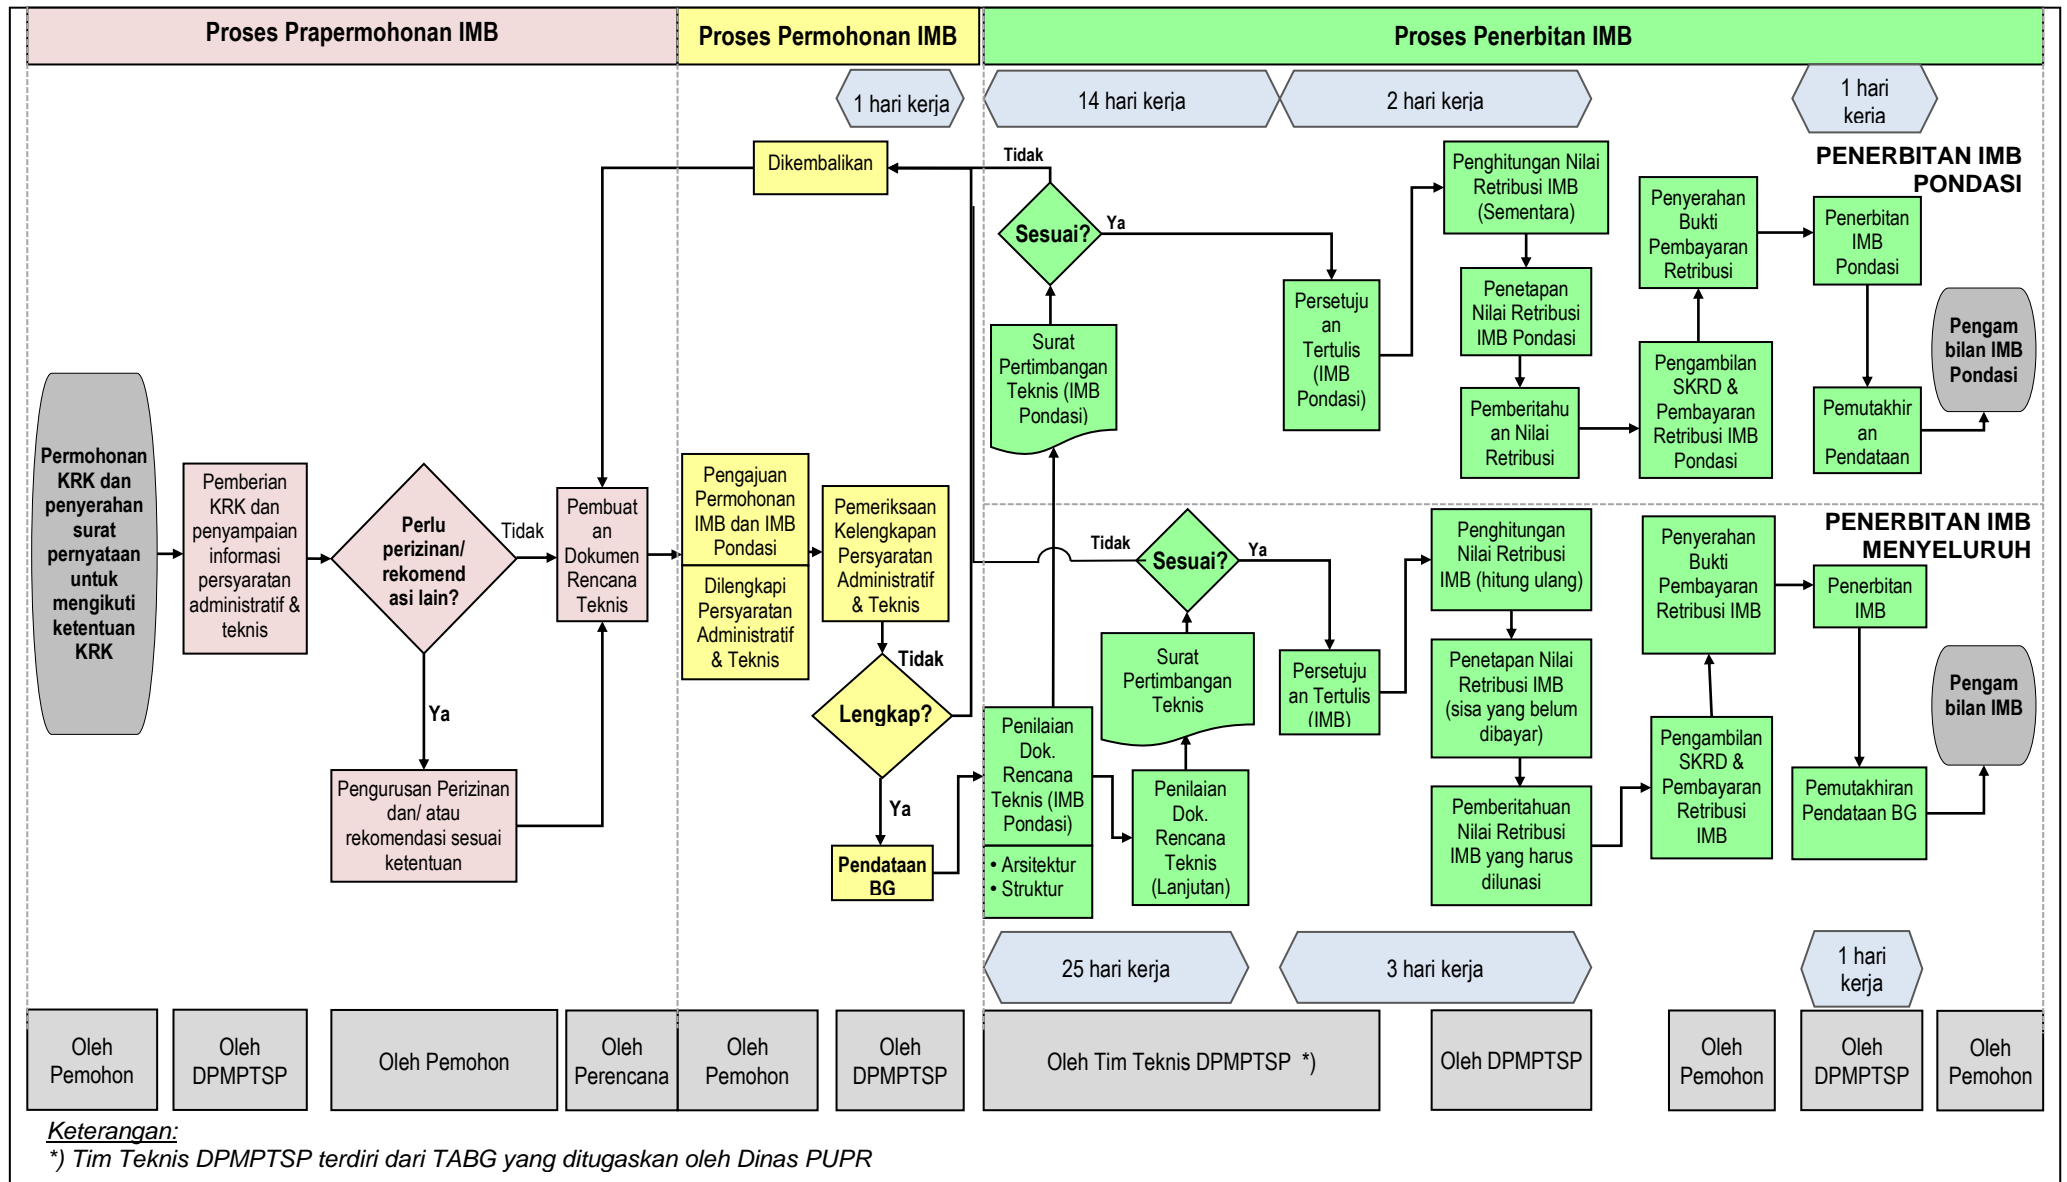 Proses Prapermohonan IMB
Proses Permohonan IMB
Proses Penerbitan IMB
1 hari kerja
14 hari kerja
2 hari kerja
1 hari
kerja
PENERBITAN IMB
PONDASI
Permohonan
KRK dan
penyerahan
surat
pernyataan
untuk
mengikuti
ketentuan
KRK
Pemberian
KRK dan
penyampaian
informasi
persyaratan
administratif &
teknis
Perlu
perizinan/
rekomend
asi lain?
Tidak
Ya
Pengurusan Perizinan
dan/ atau
rekomendasi sesuai
ketentuan
Pembuat
an
Dokumen
Rencana
Teknis
Dikembalikan
Pengajuan
Permohonan
IMB dan IMB
Pondasi
Dilengkapi
Persyaratan
Administratif
& Teknis
Pemeriksaan
Kelengkapan
Persyaratan
Administratif
& Teknis
Tidak
Lengkap?
Ya
Pendataan
BG
Tidak
Sesuai?
Ya
Surat
Pertimbangan
Teknis (IMB
Pondasi)
Persetuju
an
Tertulis
(IMB
Pondasi)
Penghitungan Nilai
Retribusi IMB
(Sementara)
Penetapan
Nilai Retribusi
IMB Pondasi
Pemberitahu
an Nilai
Retribusi
Penyerahan
Bukti
Pembayaran
Retribusi
Pengambilan
SKRD &
Pembayaran
Retribusi IMB
Pondasi
Penerbitan
IMB
Pondasi
Pemutakhir
an
Pendataan
Pengam
bilan IMB
Pondasi
PENERBITAN IMB
MENYELURUH
Penilaian
Dok.
Rencana
Teknis (IMB
Pondasi)
• Arsitektur
• Struktur
Penilaian
Dok.
Rencana
Teknis
(Lanjutan)
Surat
Pertimbangan
Teknis
Tidak
Sesuai?
Ya
Persetuju
an Tertulis
(IMB)
Penghitungan
Nilai Retribusi
IMB (hitung ulang)
Penetapan Nilai
Retribusi IMB
(sisa yang belum
dibayar)
Pemberitahuan
Nilai Retribusi
IMB yang harus
dilunasi
Penyerahan
Bukti
Pembayaran
Retribusi IMB
Pengambilan
SKRD &
Pembayaran
Retribusi
IMB
Penerbitan
IMB
Pemutakhiran
Pendataan BG
Pengam
bilan IMB
25 hari kerja
3 hari kerja
1 hari
kerja
Oleh
Pemohon
Oleh
DPMPTSP
Oleh Pemohon
Oleh
Perencana
Oleh
Pemohon
Oleh
DPMPTSP
Oleh Tim Teknis DPMPTSP *)
Oleh DPMPTSP
Oleh
Pemohon
Oleh
DPMPTSP
Oleh
Pemohon
Keterangan:
*) Tim Teknis DPMPTSP terdiri dari TABG yang ditugaskan oleh Dinas PUPR